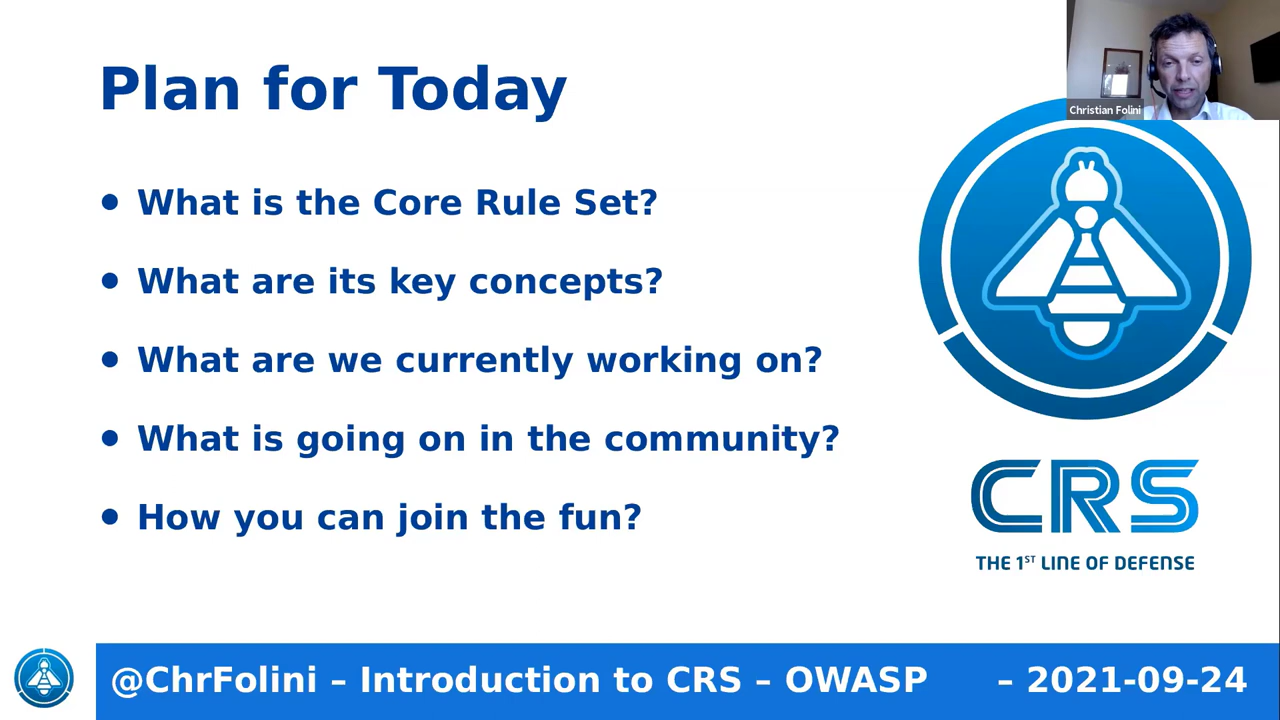 Plan for Today
Christian Folini
• What is the Core Rule Set?
• What are its key concepts?
• What are we currently working on?
• What is going on in the community?
• How you can join the fun?
CRS
THE 1ST LINE OF DEFENSE
@ChrFolini – Introduction to CRS – OWASP – 2021-09-24